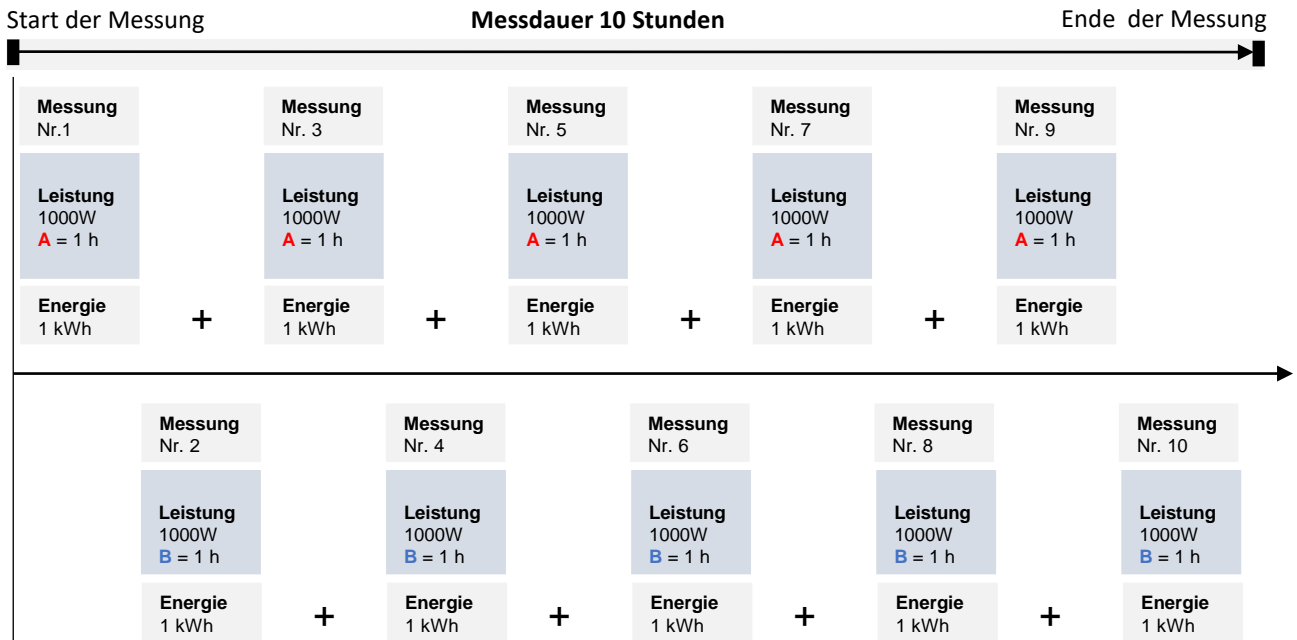 Start der Messung
Messdauer 10 Stunden
Ende der Messung
Messung
Nr.1
Messung
Nr. 3
Messung
Nr. 5
Messung
Nr. 7
Messung
Nr. 9
Leistung
1000W
A = 1 h
Leistung
1000W
A = 1 h
Leistung
1000W
A = 1 h
Leistung
1000W
A = 1 h
Leistung
1000W
A = 1 h
Energie
1 kWh
+
Energie
1 kWh
+
Energie
1 kWh
+
Energie
1 kWh
+
Energie
1 kWh
Messung
Nr. 2
Messung
Nr. 4
Messung
Nr. 6
Messung
Nr. 8
Messung
Nr. 10
Leistung
1000W
B = 1 h
Leistung
1000W
B = 1 h
Leistung
1000W
B = 1 h
Leistung
1000W
B = 1 h
Leistung
1000W
B = 1 h
Energie
1 kWh
+
Energie
1 kWh
+
Energie
1 kWh
+
Energie
1 kWh
+
Energie
1 kWh